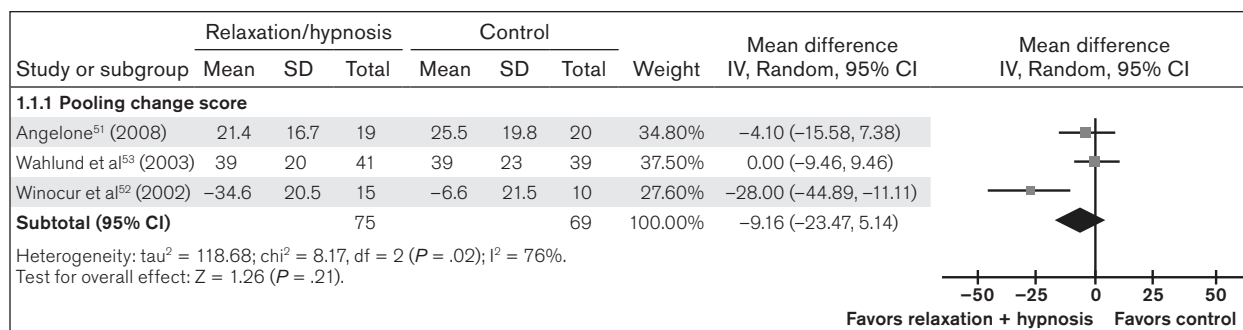 Relaxation/hypnosis Control Mean difference Mean difference
Study or subgroup Mean SD Total Mean SD Total Weight IV, Random, 95% CI IV, Random, 95% CI
1.1.1 Pooling change score
Angelone⁵¹ (2008) 21.4 16.7 19 25.5 19.8 20 34.80% −4.10 (−15.58, 7.38)
Wahlund et al⁵³ (2003) 39 20 41 39 23 39 37.50% 0.00 (−9.46, 9.46)
Winocur et al⁵² (2002) −34.6 20.5 15 −6.6 21.5 10 27.60% −28.00 (−44.89, −11.11)
Subtotal (95% CI) 75 69 100.00% −9.16 (−23.47, 5.14)
Heterogeneity: tau² = 118.68; chi² = 8.17, df = 2 (P = .02); I² = 76%.
Test for overall effect: Z = 1.26 (P = .21).
−50 −25 0 25 50
Favors relaxation + hypnosis Favors control